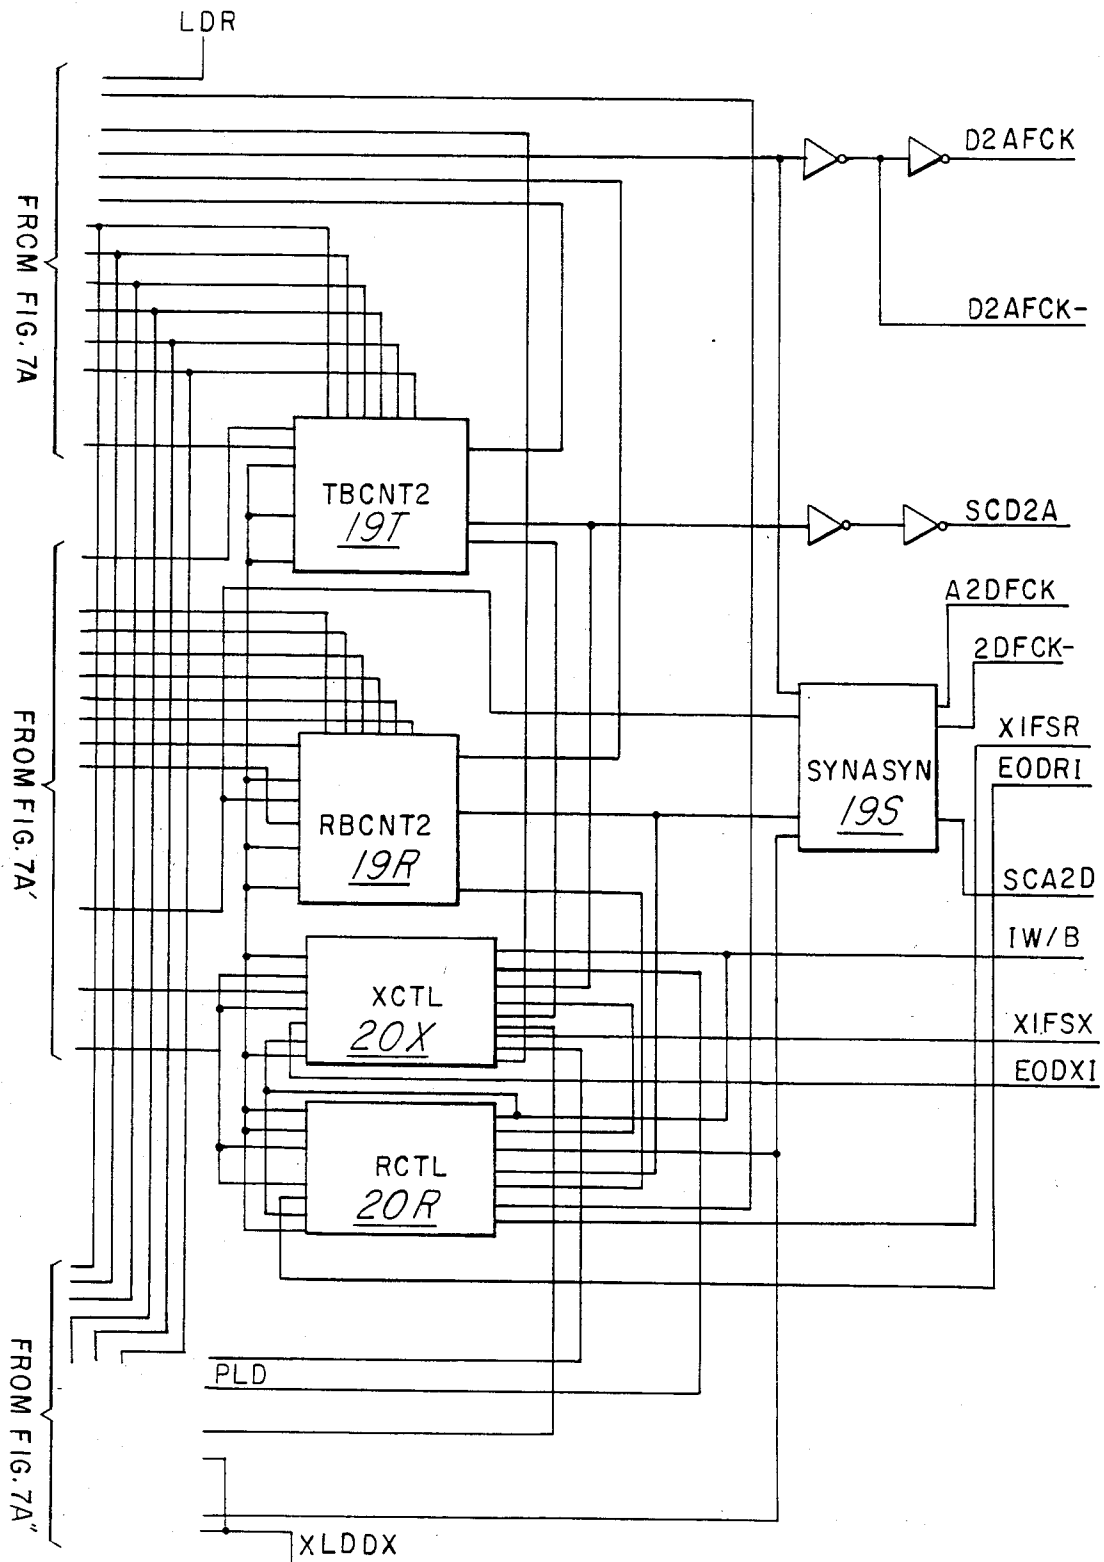 LDR
D2AFCK
FRCM FIG. 7A
D2AFCK-
TBCNT2
19T
SCD2A
A2DFCK
2DFCK-
FROM FIG. 7A'
XIFSR
SYNASYN
19S
EODRI
RBCNT2
19R
SCA2D
IW/B
XCTL
20X
XIFSX
EODXI
RCTL
20R
FROM FIG. 7A"
PLD
XLDDX